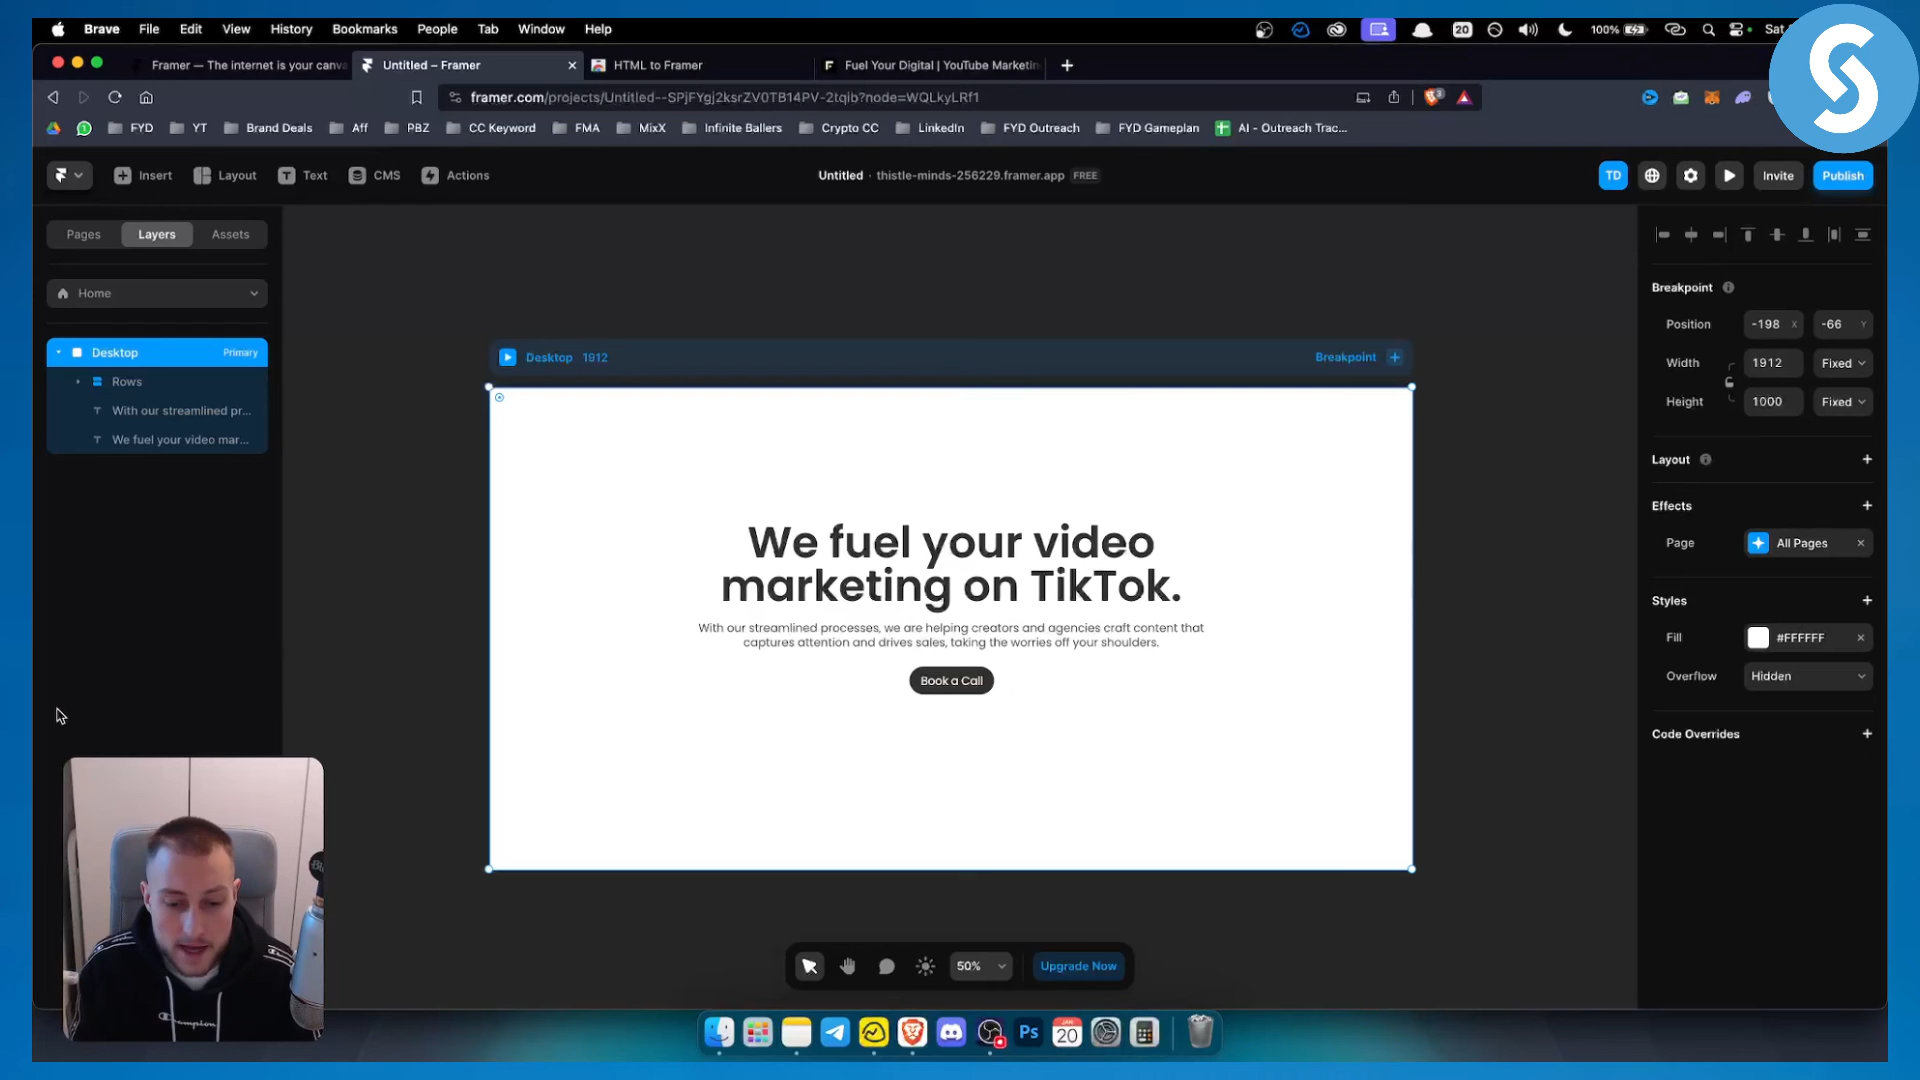 Brave File Edit View History Bookmarks People Tab Window Help
20 100% Sat
Framer — The internet is your canva
Untitled – Framer
HTML to Framer
Fuel Your Digital | YouTube Marketin
framer.com/projects/Untitled--SPjFYgj2ksrZV0TB14PV-2tqib?node=WQLkyLRf1
3
FYD YT Brand Deals Aff PBZ CC Keyword FMA MixX Infinite Ballers Crypto CC LinkedIn FYD Outreach FYD Gameplan AI - Outreach Trac...
Insert Layout Text CMS Actions
Untitled · thistle-minds-256229.framer.app FREE
TD Invite Publish
Pages Layers Assets
Home
Desktop Primary
Rows
With our streamlined pr...
We fuel your video mar...
Desktop 1912 Breakpoint
We fuel your video
marketing on TikTok.
With our streamlined processes, we are helping creators and agencies craft content that
captures attention and drives sales, taking the worries off your shoulders.
Book a Call
Breakpoint
Position -198 X -66 Y
Width 1912 Fixed
Height 1000 Fixed
Layout
Effects
Page All Pages
Styles
Fill #FFFFFF
Overflow Hidden
Code Overrides
50% Upgrade Now
Champion
Ps
JAN
20